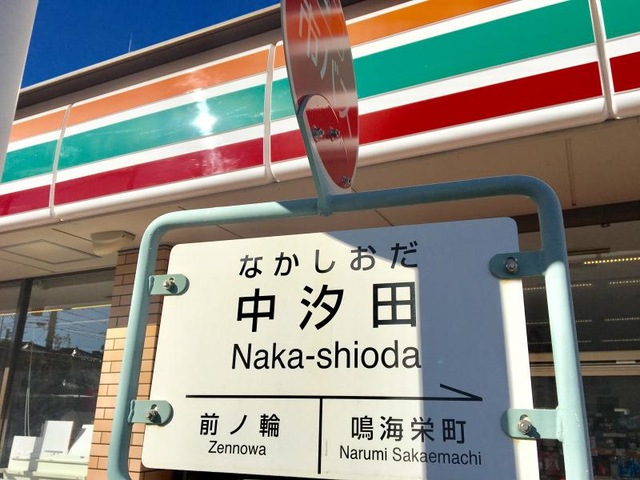 なかしおだ
中汐田
Naka-shioda
前ノ輪 鳴海栄町
Zennowa Narumi Sakaemachi